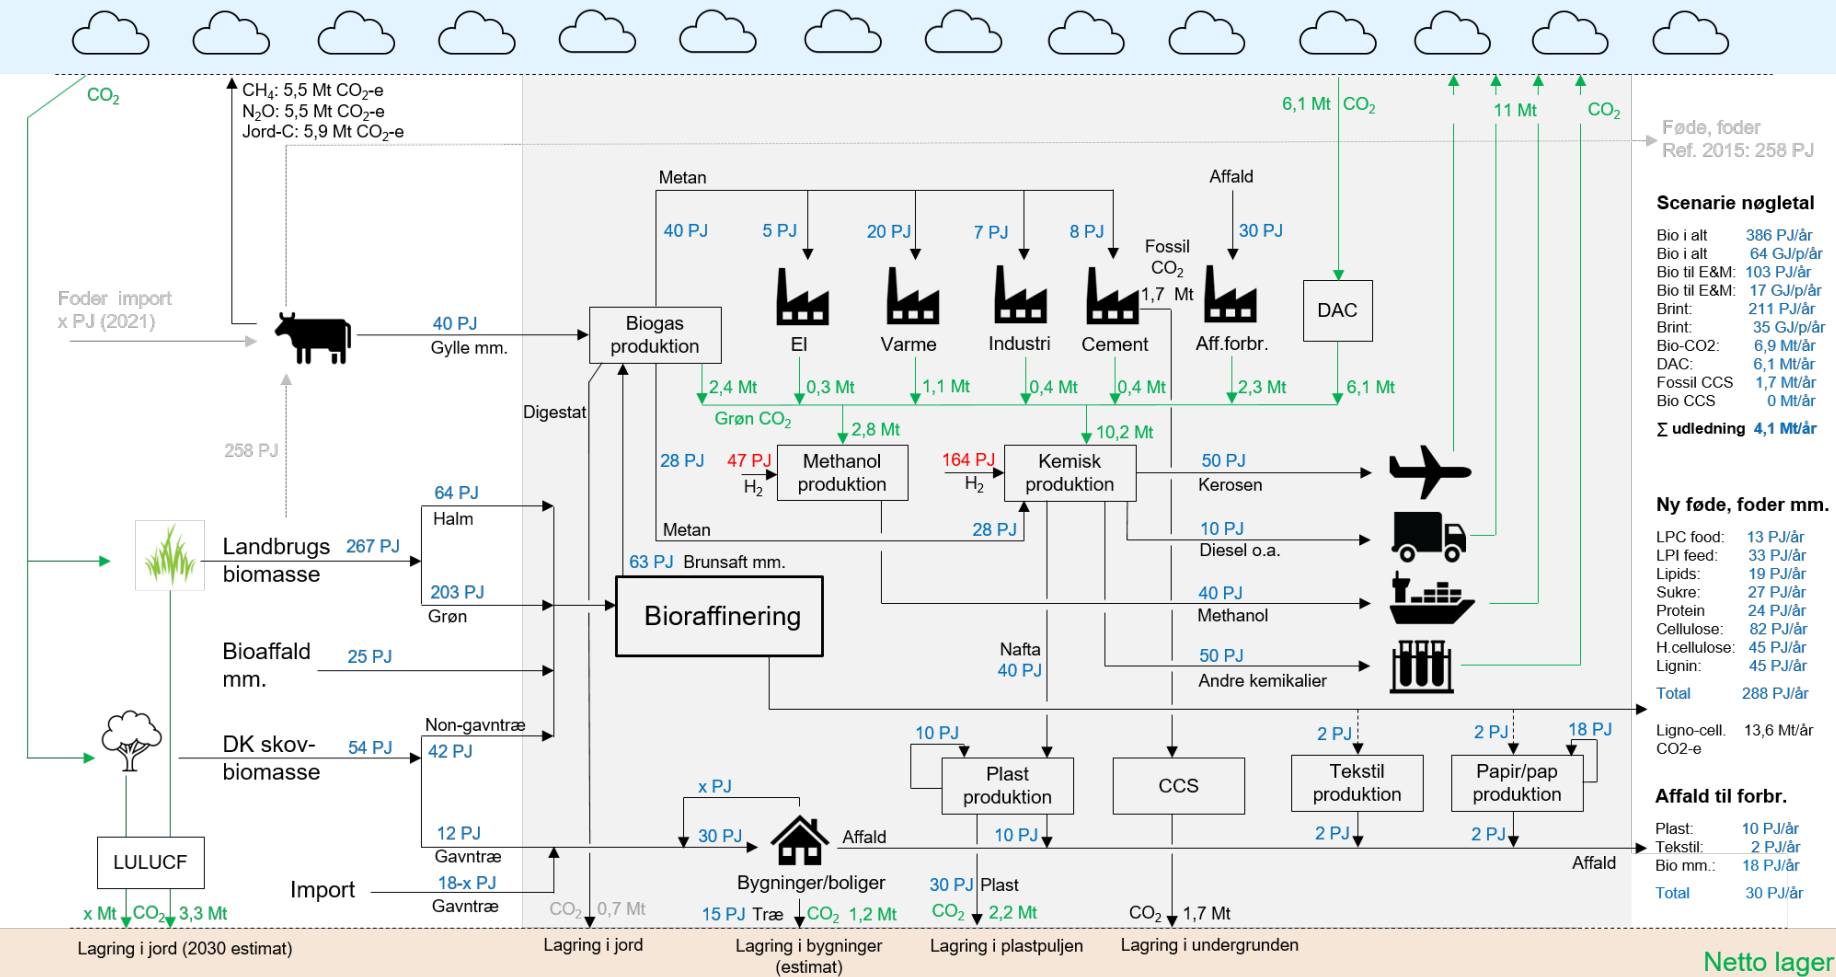 CO₂
CH₄: 5,5 Mt CO₂-e
N₂O: 5,5 Mt CO₂-e
Jord-C: 5,9 Mt CO₂-e
6,1 Mt CO₂
11 Mt CO₂
Føde, foder
Ref. 2015: 258 PJ
Metan
Affald
40 PJ
5 PJ
20 PJ
7 PJ
8 PJ
30 PJ
Fossil
CO₂
1,7 Mt
Foder import
x PJ (2021)
40 PJ
Gylle mm.
Biogas
produktion
El
Varme
Industri
Cement
Aff.forbr.
DAC
2,4 Mt
0,3 Mt
1,1 Mt
0,4 Mt
0,4 Mt
2,3 Mt
6,1 Mt
Digestat
Grøn CO₂
2,8 Mt
10,2 Mt
258 PJ
28 PJ
47 PJ
H₂
Methanol
produktion
164 PJ
H₂
Kemisk
produktion
50 PJ
Kerosen
64 PJ
Halm
Metan
28 PJ
10 PJ
Diesel o.a.
Landbrugs
biomasse
267 PJ
63 PJ Brunsaft mm.
203 PJ
Grøn
Bioraffinering
40 PJ
Methanol
Bioaffald
mm.
25 PJ
Nafta
40 PJ
50 PJ
Andre kemikalier
Non-gavntræ
42 PJ
DK skov-
biomasse
54 PJ
10 PJ
2 PJ
2 PJ
18 PJ
Plast
produktion
CCS
Tekstil
produktion
Papir/pap
produktion
x PJ
12 PJ
Gavntræ
30 PJ
Affald
10 PJ
2 PJ
2 PJ
Affald
LULUCF
Import
18-x PJ
Gavntræ
Bygninger/boliger
30 PJ Plast
x Mt CO₂ 3,3 Mt
CO₂ 0,7 Mt
15 PJ Træ CO₂ 1,2 Mt
CO₂ 2,2 Mt
CO₂ 1,7 Mt
Lagring i jord (2030 estimat)
Lagring i jord
Lagring i bygninger
(estimat)
Lagring i plastpuljen
Lagring i undergrunden
Netto lager
Scenarie nøgletal
Bio i alt 386 PJ/år
Bio i alt 64 GJ/p/år
Bio til E&M: 103 PJ/år
Bio til E&M: 17 GJ/p/år
Brint: 211 PJ/år
Brint: 35 GJ/p/år
Bio-CO2: 6,9 Mt/år
DAC: 6,1 Mt/år
Fossil CCS 1,7 Mt/år
Bio CCS 0 Mt/år
∑ udledning 4,1 Mt/år
Ny føde, foder mm.
LPC food: 13 PJ/år
LPI feed: 33 PJ/år
Lipids: 19 PJ/år
Sukre: 27 PJ/år
Protein 24 PJ/år
Cellulose: 82 PJ/år
H.cellulose: 45 PJ/år
Lignin: 45 PJ/år
Total 288 PJ/år
Ligno-cell. 13,6 Mt/år
CO2-e
Affald til forbr.
Plast: 10 PJ/år
Tekstil: 2 PJ/år
Bio mm.: 18 PJ/år
Total 30 PJ/år